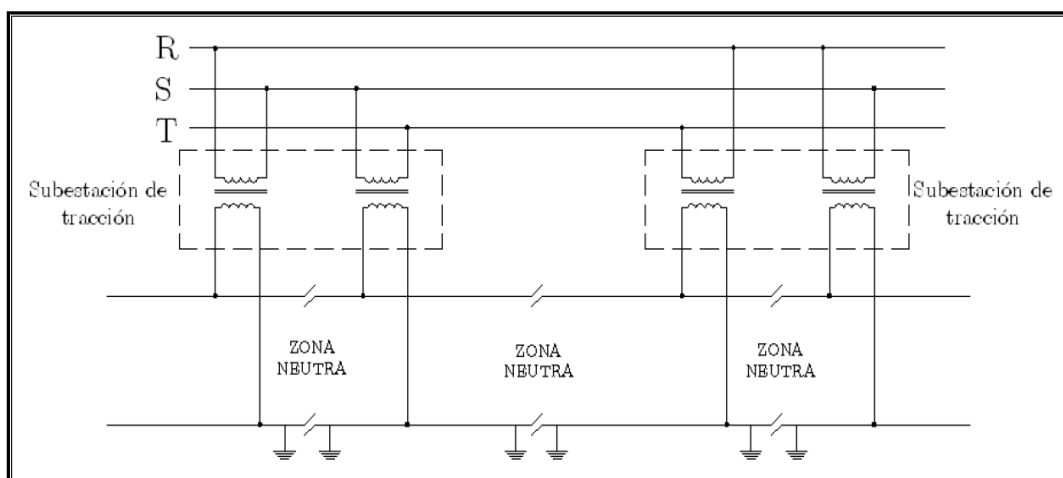 R
S
T
Subestación de
tracción
Subestación de
tracción
ZONA
NEUTRA
ZONA
NEUTRA
ZONA
NEUTRA